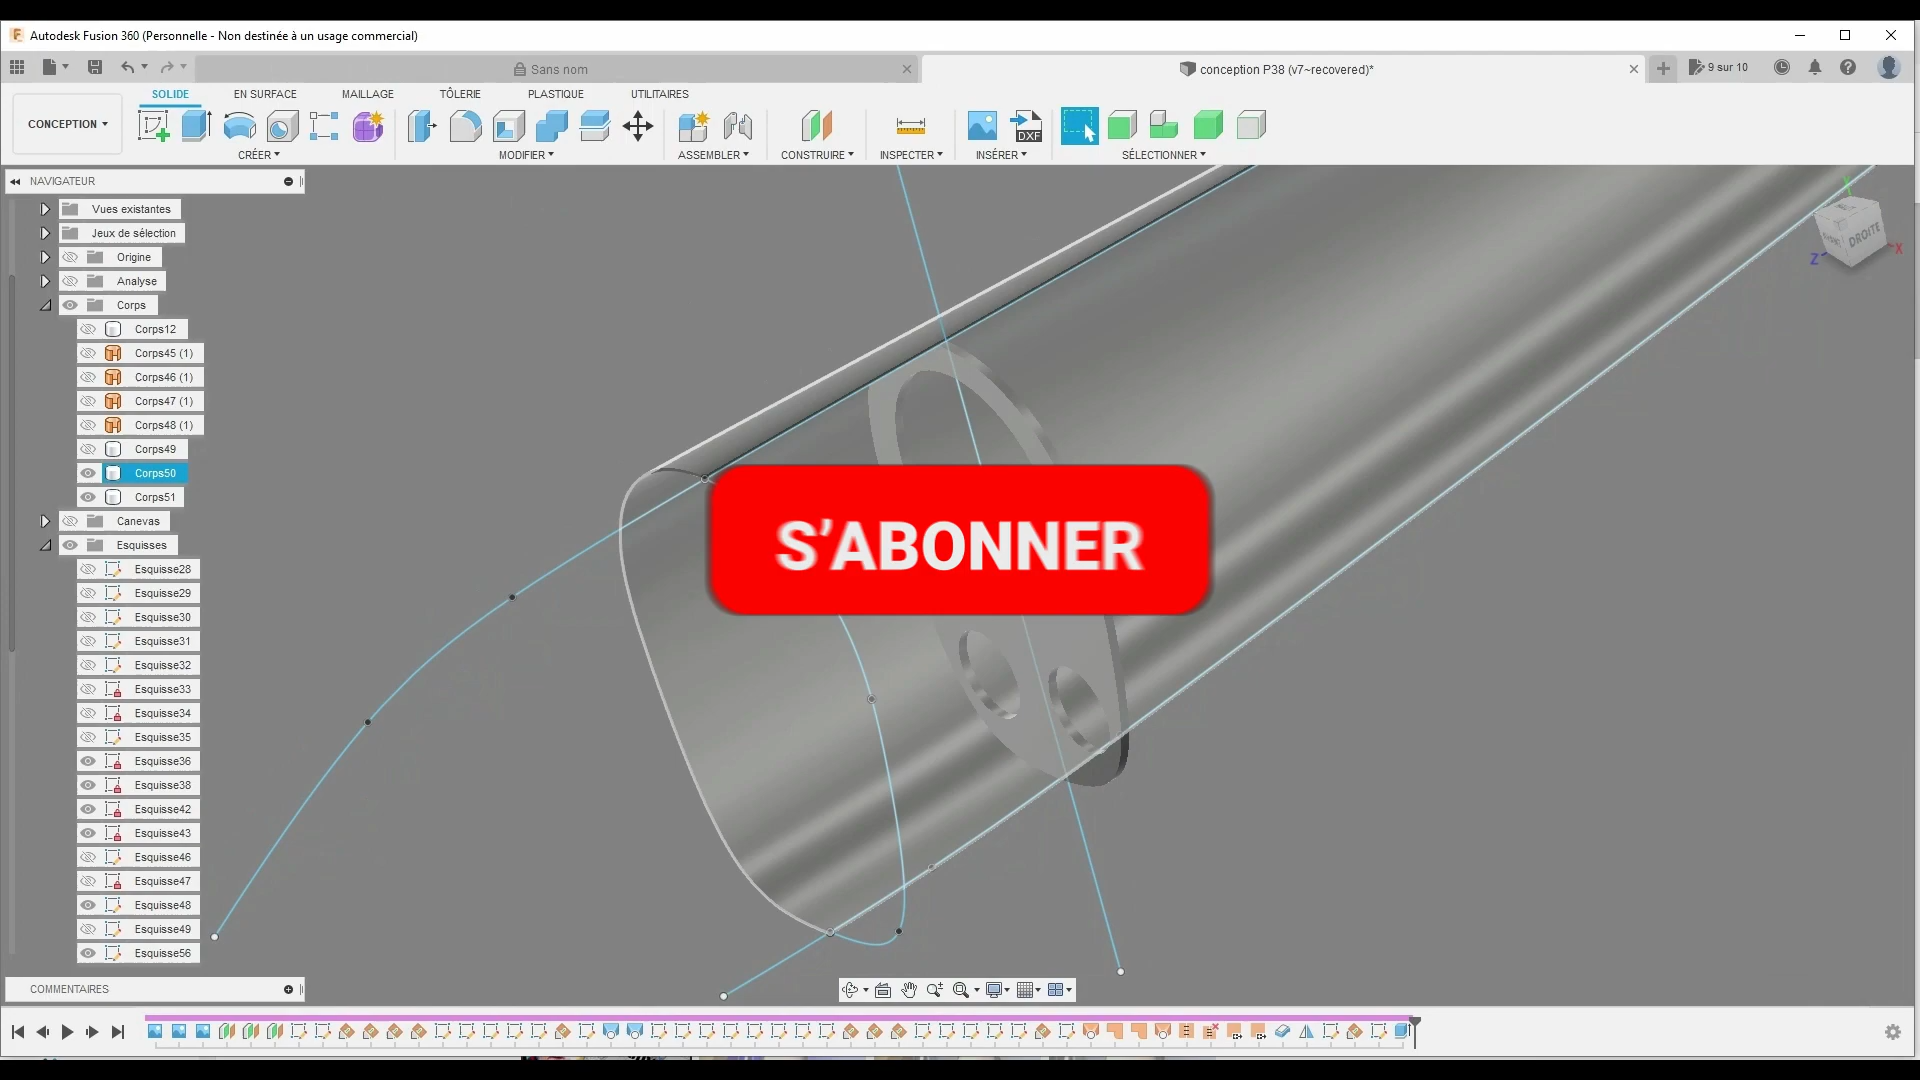 Autodesk Fusion 360 (Personnelle - Non destinée à un usage commercial)
Sans nom
conception P38 (v7~recovered)*
9 sur 10
SOLIDE
EN SURFACE
MAILLAGE
TÔLERIE
PLASTIQUE
UTILITAIRES
CONCEPTION
DXF
CRÉER
MODIFIER
ASSEMBLER
CONSTRUIRE
INSPECTER
INSÉRER
SÉLECTIONNER
NAVIGATEUR
Vues existantes
Jeux de sélection
Origine
Analyse
Corps
Corps12
Corps45 (1)
Corps46 (1)
Corps47 (1)
Corps48 (1)
Corps49
Corps50
Corps51
Canevas
Esquisses
Esquisse28
Esquisse29
Esquisse30
Esquisse31
Esquisse32
Esquisse33
Esquisse34
Esquisse35
Esquisse36
Esquisse38
Esquisse42
Esquisse43
Esquisse46
Esquisse47
Esquisse48
Esquisse49
Esquisse56
COMMENTAIRES
S'ABONNER
DROITE
X
Z